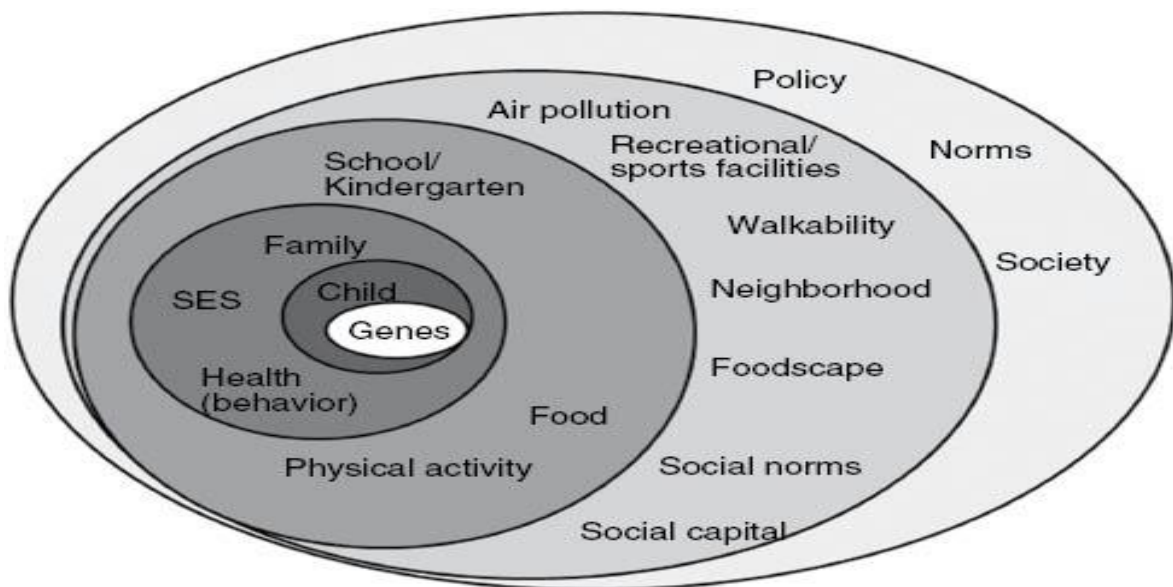 Policy
Air pollution
Norms
Recreational/
sports facilities
School/
Kindergarten
Walkability
Family
Society
Child
SES
Neighborhood
Genes
Foodscape
Health
(behavior)
Food
Physical activity
Social norms
Social capital